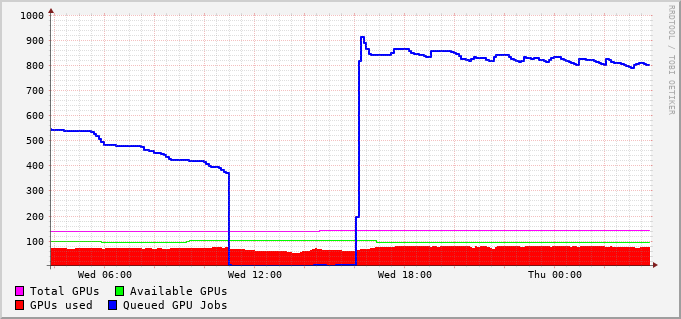 1000
900
800
700
600
500
400
300
200
100
Wed 06:00 Wed 12:00 Wed 18:00 Thu 00:00
Total GPUs Available GPUs
GPUs used Queued GPU Jobs
RRDTOOL / TOBI OETIKER